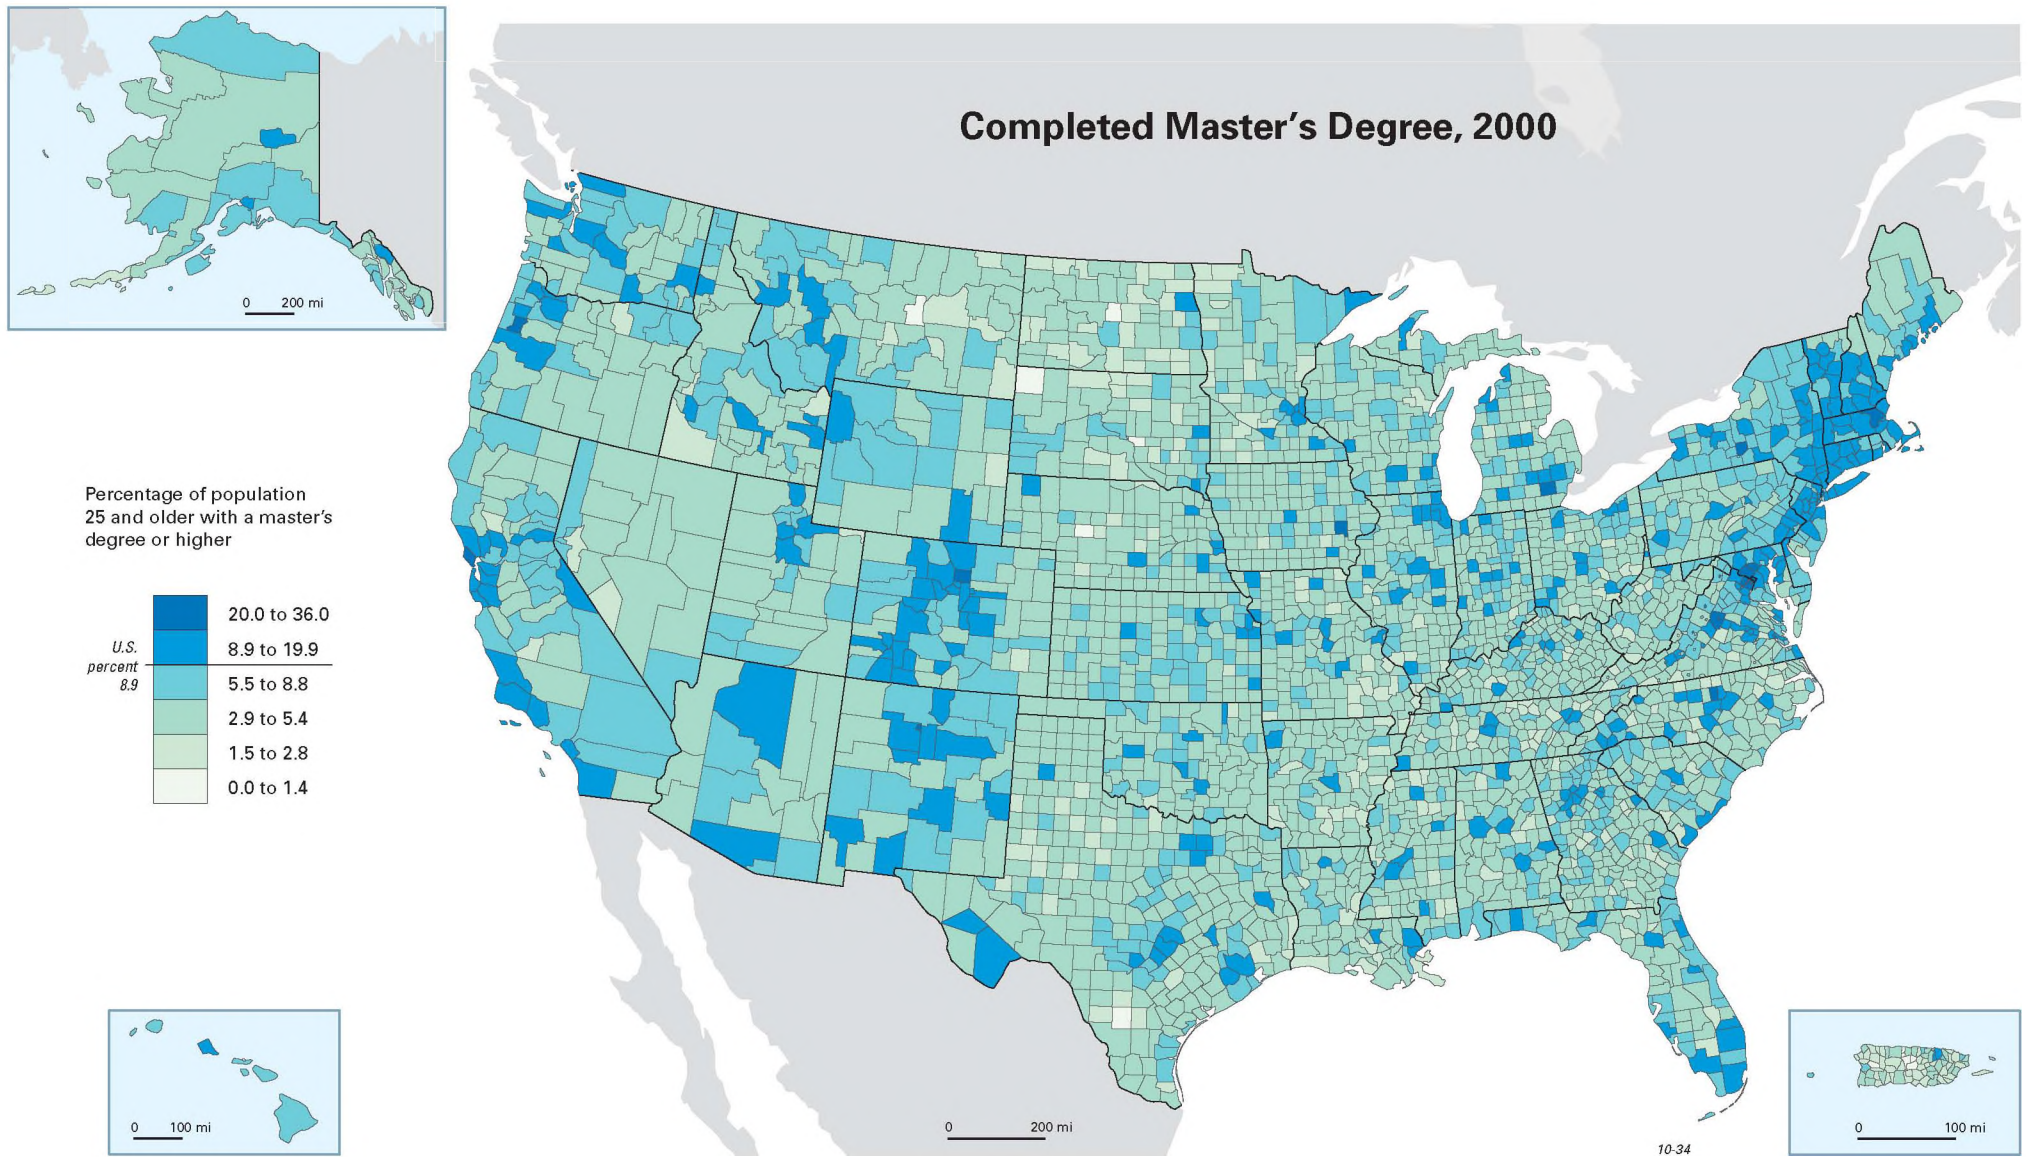 Completed Master's Degree, 2000
0 200 mi
Percentage of population
25 and older with a master's
degree or higher
20.0 to 36.0
8.9 to 19.9
U.S.
percent
8.9
5.5 to 8.8
2.9 to 5.4
1.5 to 2.8
0.0 to 1.4
0 100 mi
0 200 mi
0 100 mi
10-34